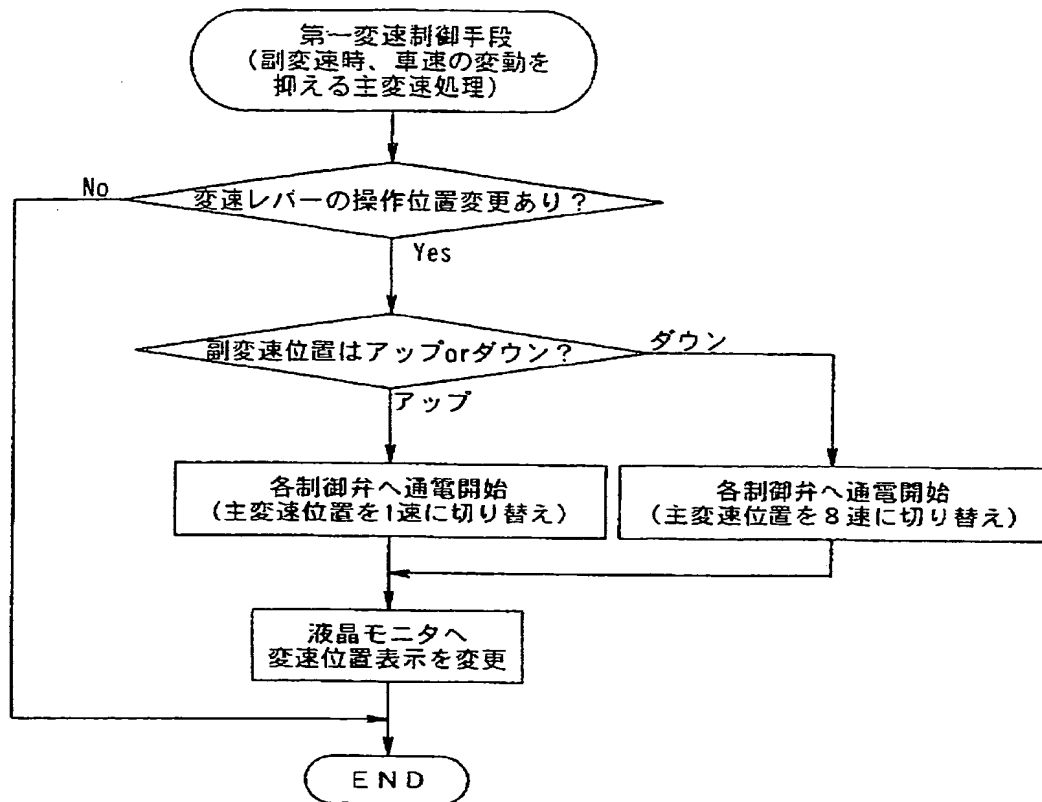 第一変速制御手段
(副変速時、車速の変動を
抑える主変速処理)
No
変速レバーの操作位置変更あり？
Yes
副変速位置はアップorダウン？
ダウン
アップ
各制御弁へ通電開始
(主変速位置を1速に切り替え)
各制御弁へ通電開始
(主変速位置を8速に切り替え)
液晶モニタへ
変速位置表示を変更
END